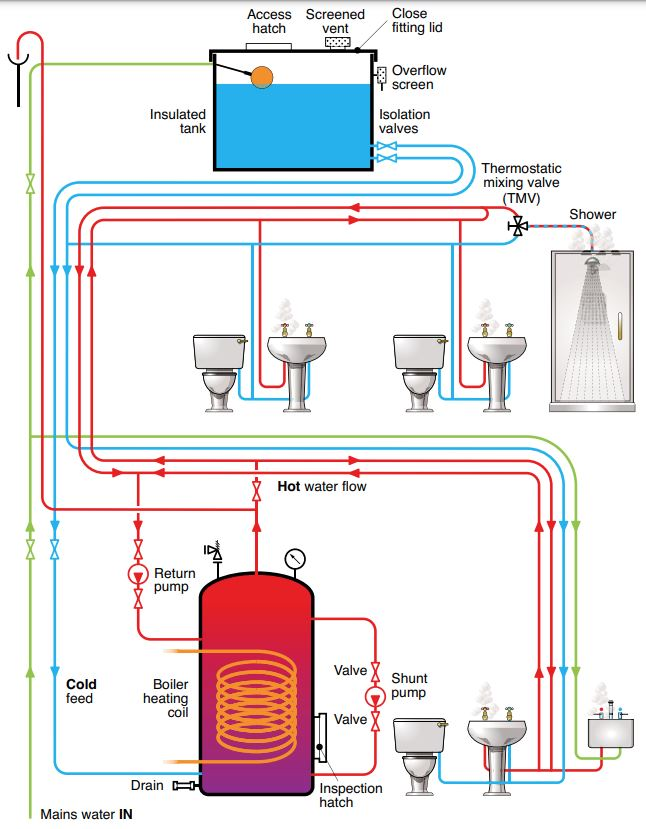 Access
hatch
Screened
vent
Close
fitting lid
Overflow
screen
Insulated
tank
Isolation
valves
Thermostatic
mixing valve
(TMV)
Shower
Hot water flow
Return
pump
Cold
feed
Boiler
heating
coil
Valve
Shunt
pump
Valve
Drain
Inspection
hatch
Mains water IN